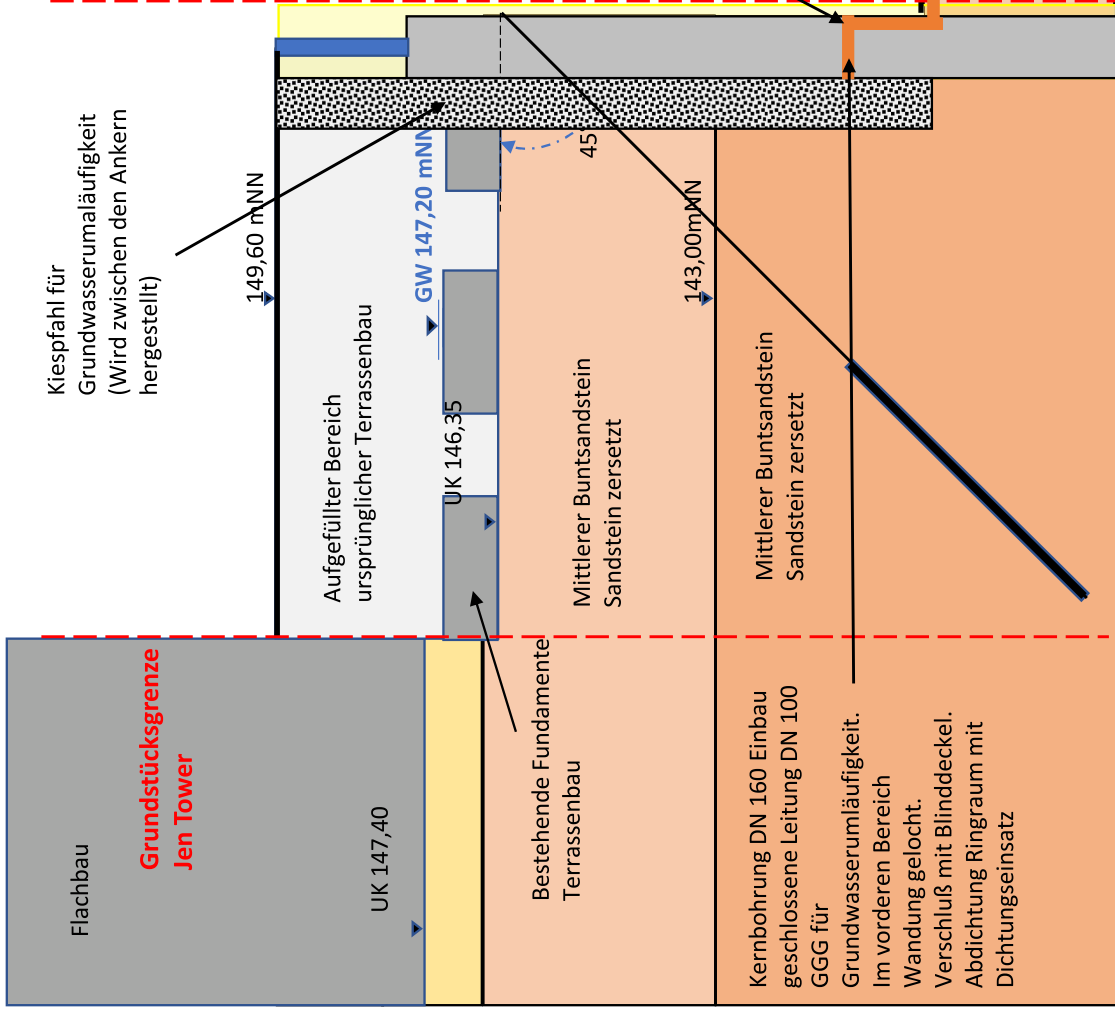 Kiespfahl für
Grundwasserumaläufigkeit
(Wird zwischen den Ankern
hergestellt)
149,60 mNN
Aufgefüllter Bereich
ursprünglicher Terrassenbau
GW 147,20 mNN
UK 146,35
45°
Mittlerer Buntsandstein
Sandstein zersetzt
143,00mNN
Mittlerer Buntsandstein
Sandstein zersetzt
Flachbau
Grundstücksgrenze
Jen Tower
UK 147,40
Bestehende Fundamente
Terrassenbau
Kernbohrung DN 160 Einbau
geschlossene Leitung DN 100
GGG für
Grundwasserumläufigkeit.
Im vorderen Bereich
Wandung gelocht.
Verschluß mit Blinddeckel.
Abdichtung Ringraum mit
Dichtungseinsatz